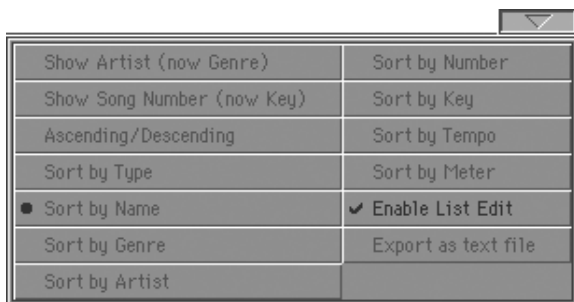 Show Artist (now Genre)
Show Song Number (now Key)
Ascending/Descending
Sort by Type
Sort by Name
Sort by Genre
Sort by Artist
Sort by Number
Sort by Key
Sort by Tempo
Sort by Meter
Enable List Edit
Export as text file